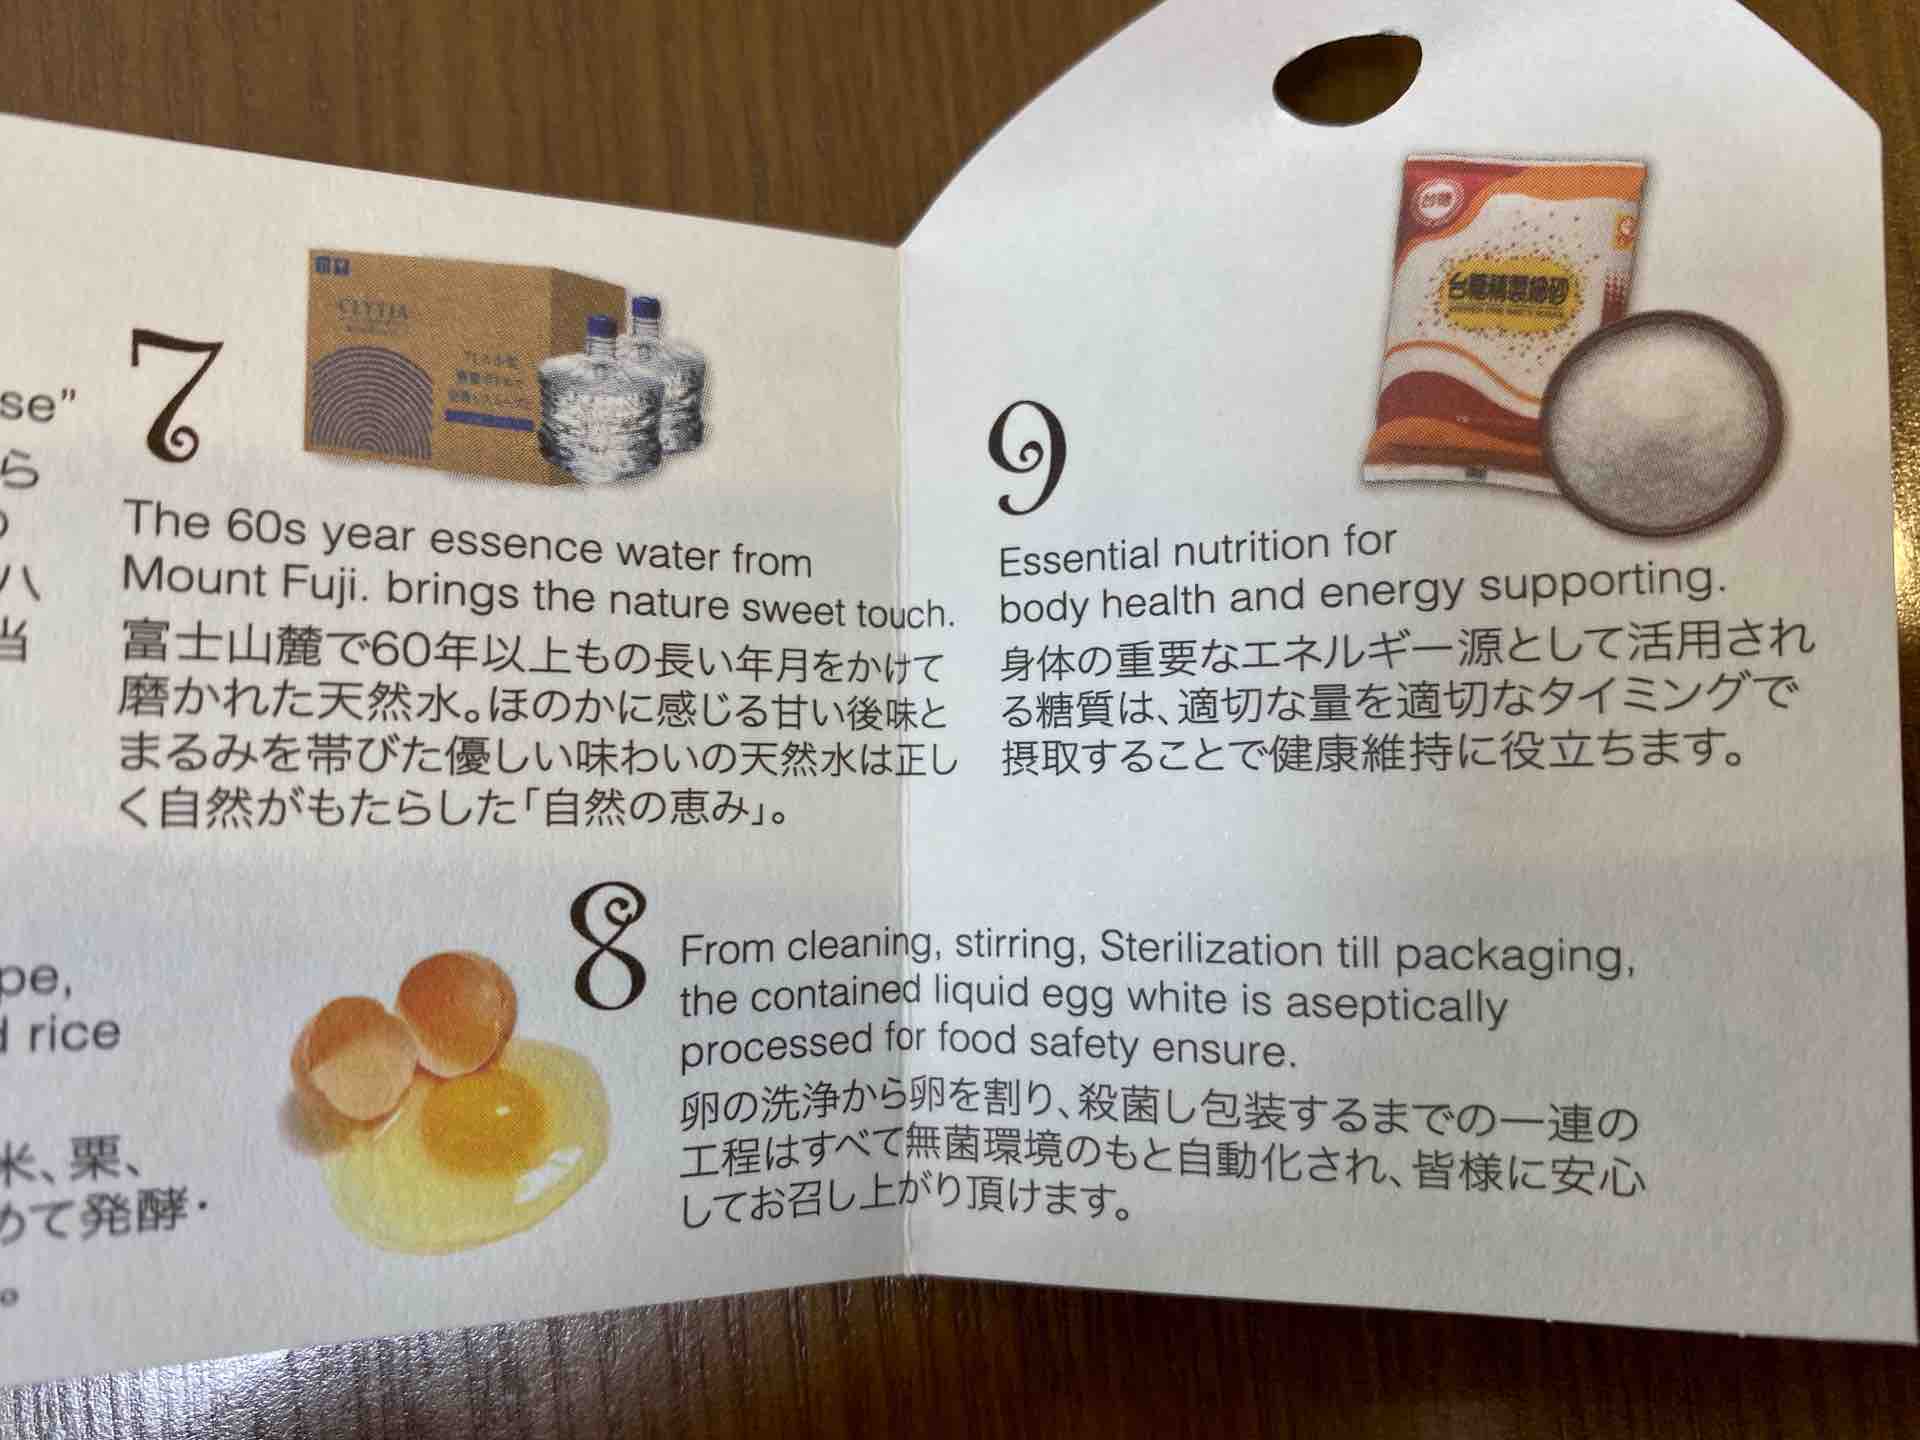 se”
ら
ハ
当
pe,
rice
米、栗、
めて発酵・
。
7
CLYTIA
The 60s year essence water from
Mount Fuji. brings the nature sweet touch.
富士山麓で60年以上もの長い年月をかけて
磨かれた天然水。ほのかに感じる甘い後味と
まるみを帯びた優しい味わいの天然水は正し
く自然がもたらした「自然の恵み」。
8
From cleaning, stirring, Sterilization till packaging,
the contained liquid egg white is aseptically
processed for food safety ensure.
卵の洗浄から卵を割り、殺菌し包装するまでの一連の
工程はすべて無菌環境のもと自動化され、皆様に安心
してお召し上がり頂けます。
9
台糖
台糖精製細砂
Essential nutrition for
body health and energy supporting.
身体の重要なエネルギー源として活用され
る糖質は、適切な量を適切なタイミングで
摂取することで健康維持に役立ちます。